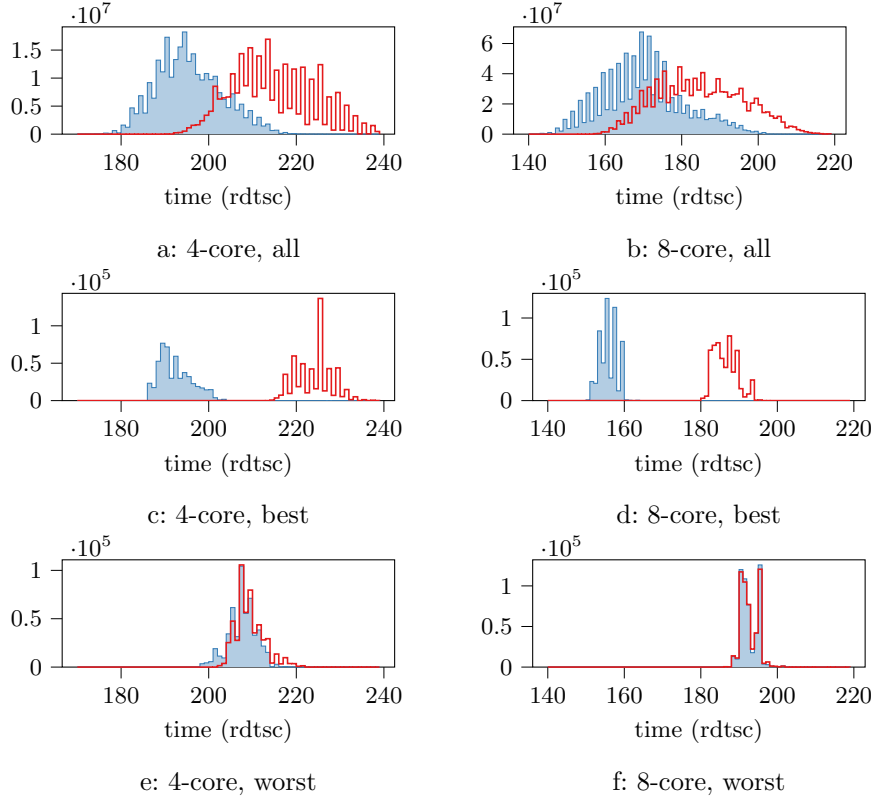 ·10^7
1.5
1
0.5
0
180 200 220 240
time (rdtsc)
a: 4-core, all
·10^7
6
4
2
0
140 160 180 200 220
time (rdtsc)
b: 8-core, all
·10^5
1
0.5
0
180 200 220 240
time (rdtsc)
c: 4-core, best
·10^5
1
0.5
0
140 160 180 200 220
time (rdtsc)
d: 8-core, best
·10^5
1
0.5
0
180 200 220 240
time (rdtsc)
e: 4-core, worst
·10^5
1
0.5
0
140 160 180 200 220
time (rdtsc)
f: 8-core, worst